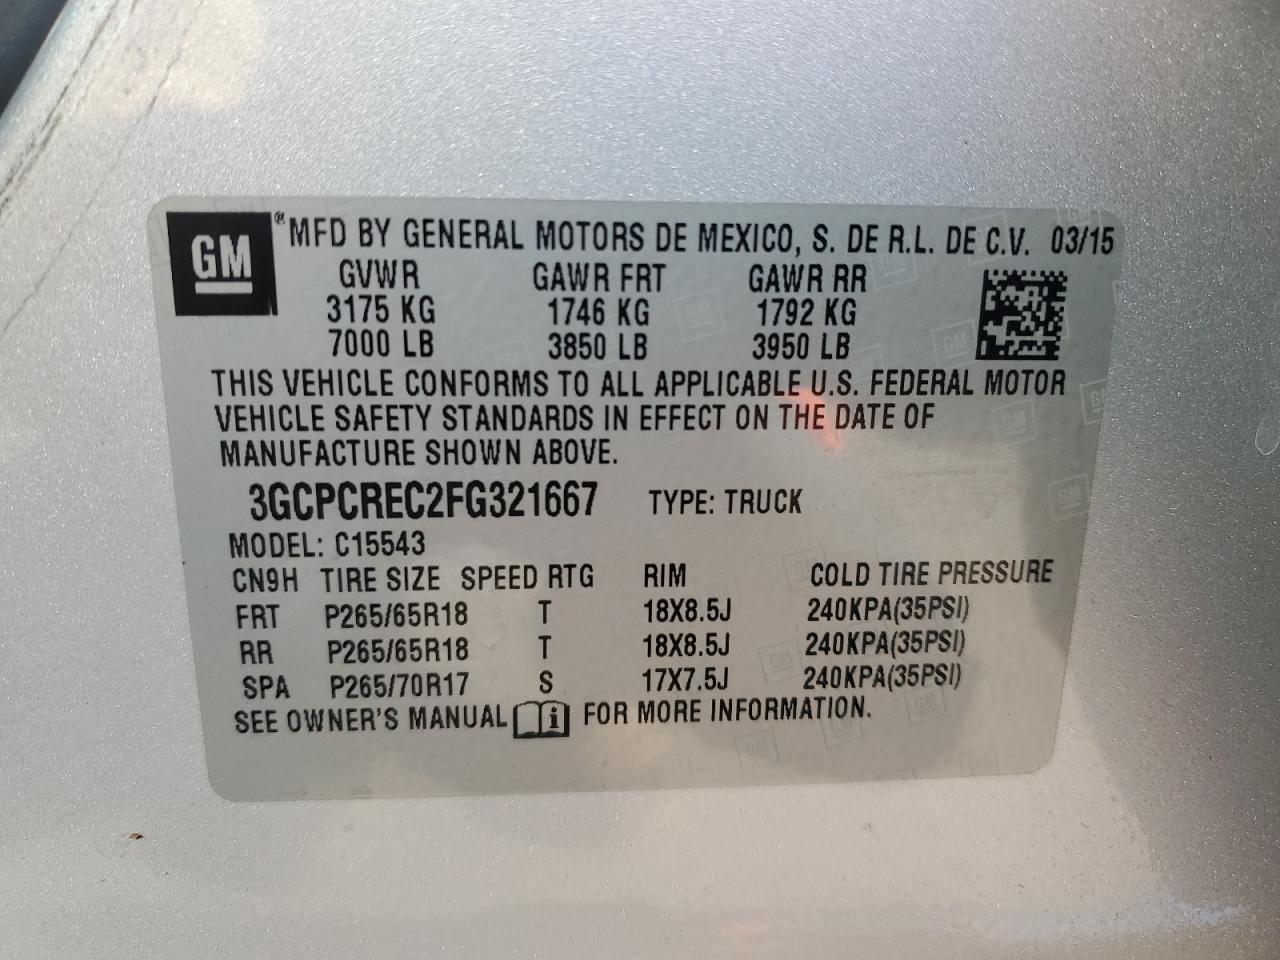 GM ® MFD BY GENERAL MOTORS DE MEXICO, S. DE R.L. DE C.V. 03/15
GVWR GAWR FRT GAWR RR
3175 KG 1746 KG 1792 KG
7000 LB 3850 LB 3950 LB
THIS VEHICLE CONFORMS TO ALL APPLICABLE U.S. FEDERAL MOTOR
VEHICLE SAFETY STANDARDS IN EFFECT ON THE DATE OF
MANUFACTURE SHOWN ABOVE.
3GCPCREC2FG321667 TYPE: TRUCK
MODEL: C15543
CN9H TIRE SIZE SPEED RTG RIM COLD TIRE PRESSURE
FRT P265/65R18 T 18X8.5J 240KPA(35PSI)
RR P265/65R18 T 18X8.5J 240KPA(35PSI)
SPA P265/70R17 S 17X7.5J 240KPA(35PSI)
SEE OWNER'S MANUAL i FOR MORE INFORMATION.